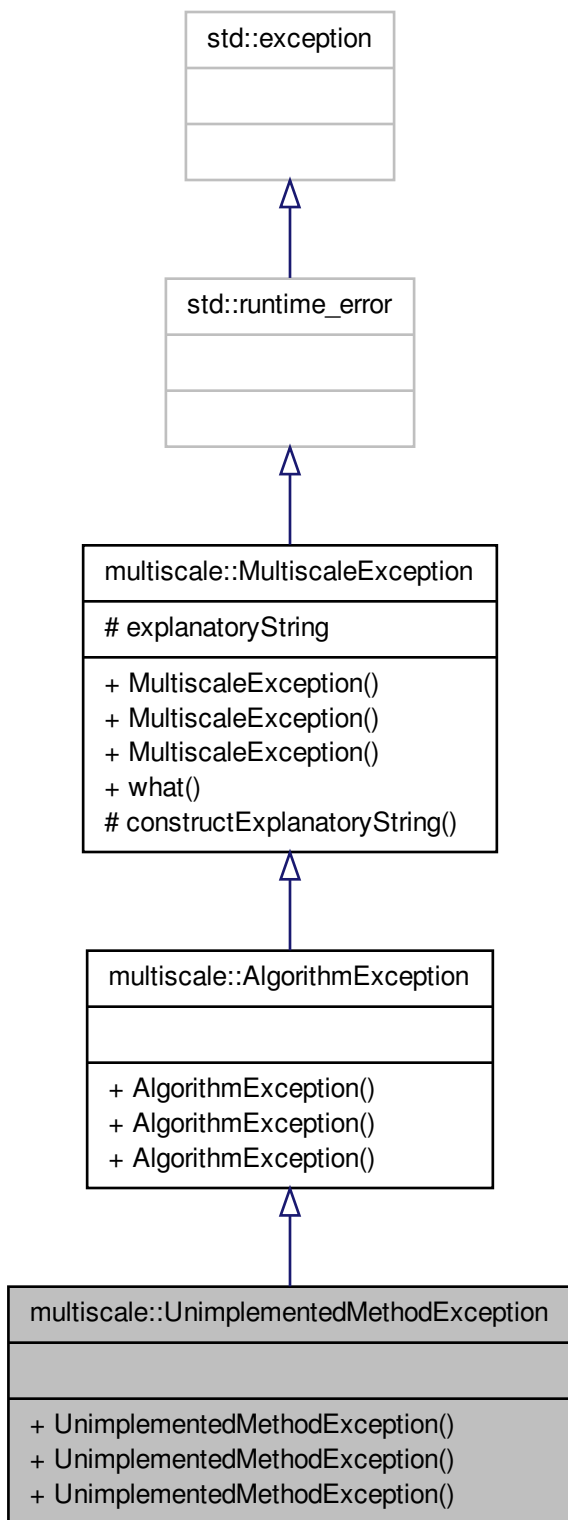 std::exception
std::runtime_error
multiscale::MultiscaleException
# explanatoryString
+ MultiscaleException()
+ MultiscaleException()
+ MultiscaleException()
+ what()
# constructExplanatoryString()
multiscale::AlgorithmException
+ AlgorithmException()
+ AlgorithmException()
+ AlgorithmException()
multiscale::UnimplementedMethodException
+ UnimplementedMethodException()
+ UnimplementedMethodException()
+ UnimplementedMethodException()